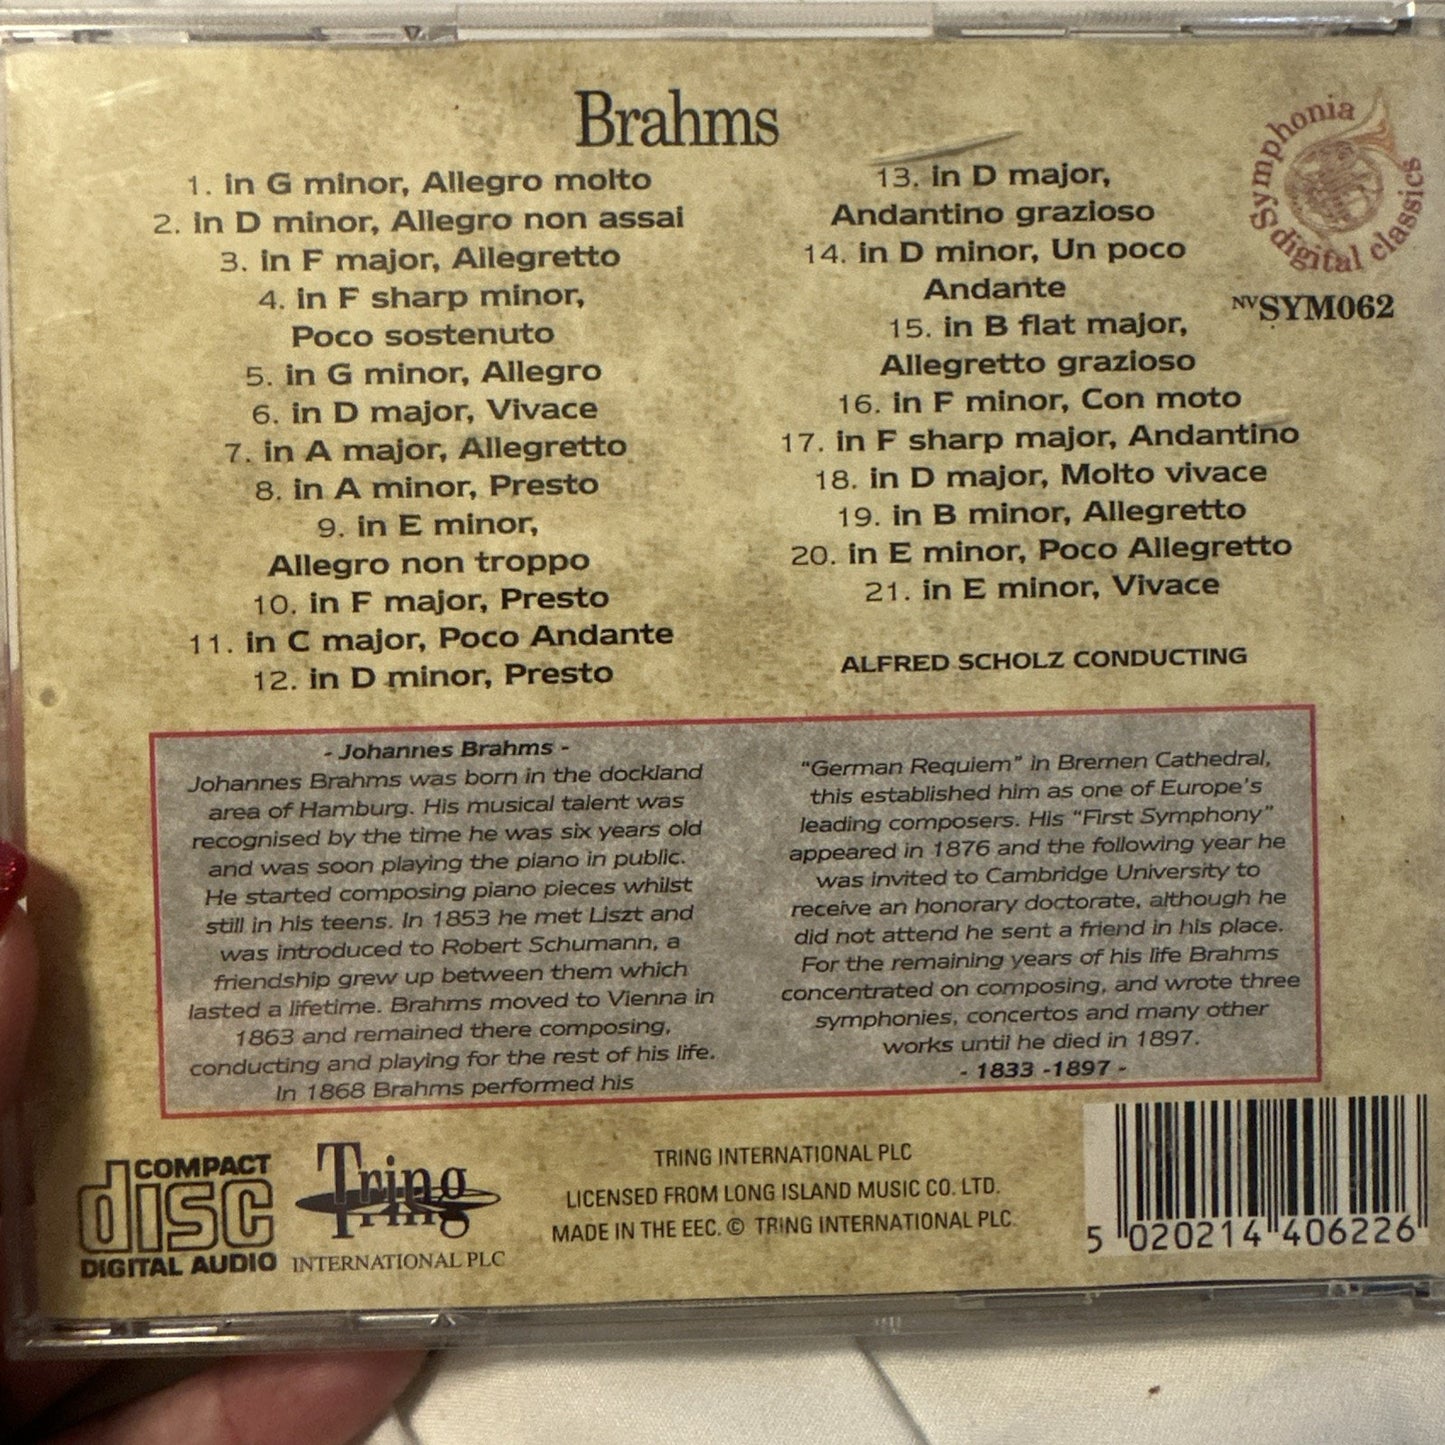 Brahms
1. in G minor, Allegro molto
2. in D minor, Allegro non assai
3. in F major, Allegretto
4. in F sharp minor,
Poco sostenuto
5. in G minor, Allegro
6. in D major, Vivace
7. in A major, Allegretto
8. in A minor, Presto
9. in E minor,
Allegro non troppo
10. in F major, Presto
11. in C major, Poco Andante
12. in D minor, Presto
13. in D major,
Andantino grazioso
14. in D minor, Un poco
Andante
15. in B flat major,
Allegretto grazioso
16. in F minor, Con moto
17. in F sharp major, Andantino
18. in D major, Molto vivace
19. in B minor, Allegretto
20. in E minor, Poco Allegretto
21. in E minor, Vivace
ALFRED SCHOLZ CONDUCTING
Symphonia
digital classics
NVSYM062
- Johannes Brahms -
Johannes Brahms was born in the dockland
area of Hamburg. His musical talent was
recognised by the time he was six years old
and was soon playing the piano in public.
He started composing piano pieces whilst
still in his teens. In 1853 he met Liszt and
was introduced to Robert Schumann, a
friendship grew up between them which
lasted a lifetime. Brahms moved to Vienna in
1863 and remained there composing,
conducting and playing for the rest of his life.
In 1868 Brahms performed his
"German Requiem" in Bremen Cathedral,
this established him as one of Europe's
leading composers. His "First Symphony"
appeared in 1876 and the following year he
was invited to Cambridge University to
receive an honorary doctorate, although he
did not attend he sent a friend in his place.
For the remaining years of his life Brahms
concentrated on composing, and wrote three
symphonies, concertos and many other
works until he died in 1897.
- 1833 -1897 -
COMPACT
disc
DIGITAL AUDIO
Tring
INTERNATIONAL PLC
TRING INTERNATIONAL PLC
LICENSED FROM LONG ISLAND MUSIC CO. LTD.
MADE IN THE EEC. © TRING INTERNATIONAL PLC.
5 020214 406226